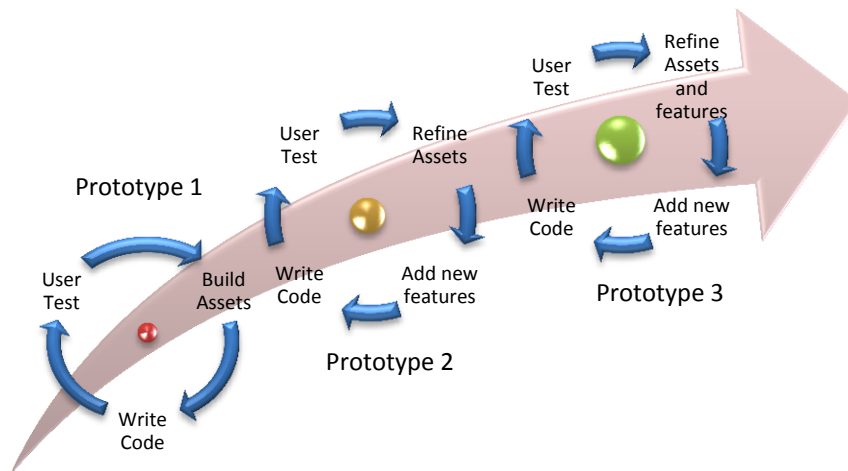 Prototype 1
User
Test
Build
Assets
Write
Code
User
Test
Refine
Assets
Add new
features
Write
Code
Prototype 2
User
Test
Refine
Assets
and
features
Add new
features
Write
Code
Prototype 3